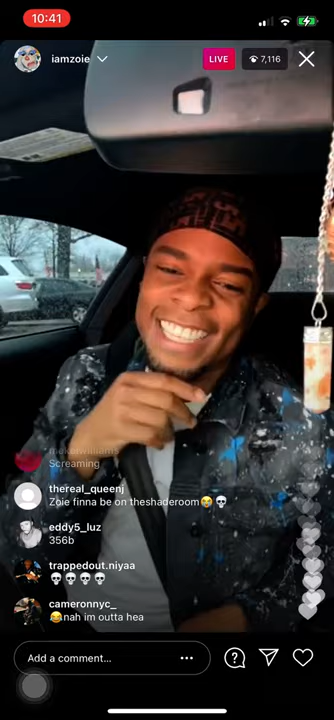 10:41
iamzoie
LIVE
7,116
Screaming
thereal_queenj
Zoie finna be on theshaderoom😂💀
eddy5_luz
356b
trappedout.niyaa
💀💀💀💀
cameronnyc_
😂nah im outta hea
Add a comment...